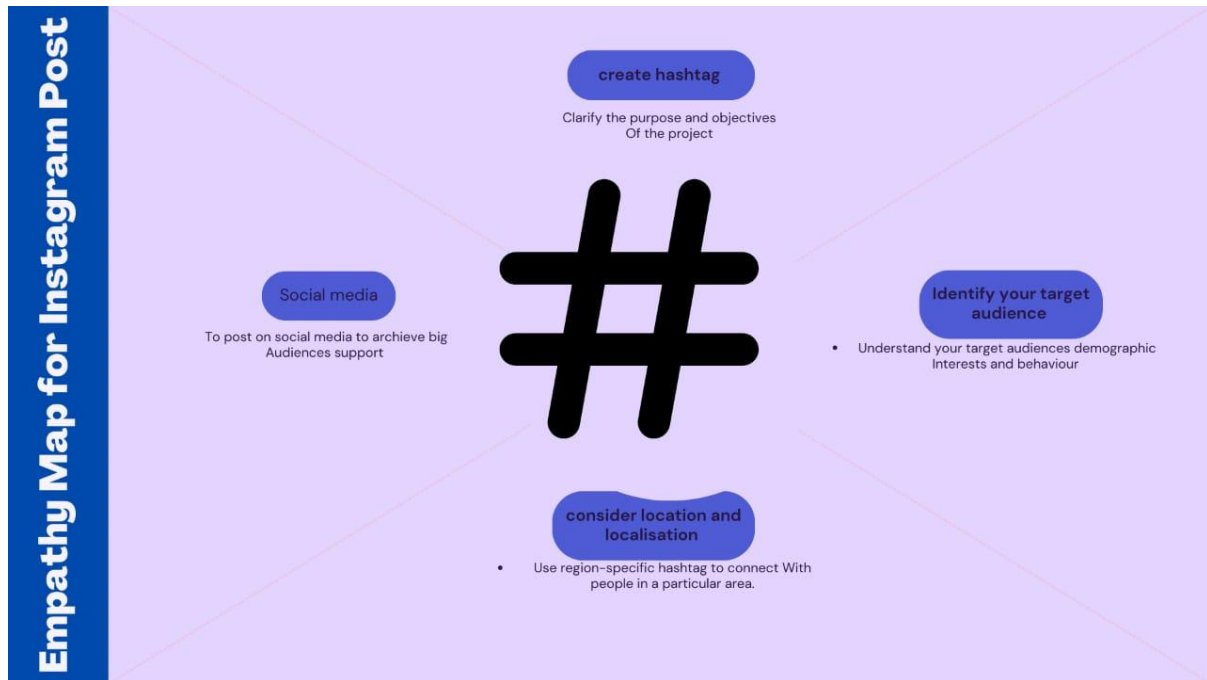 Empathy Map for Instagram Post
create hashtag
Clarify the purpose and objectives
Of the project
Social media
To post on social media to archieve big
Audiences support
Identify your target
audience
• Understand your target audiences demographic
Interests and behaviour
consider location and
localisation
• Use region-specific hashtag to connect With
people in a particular area.